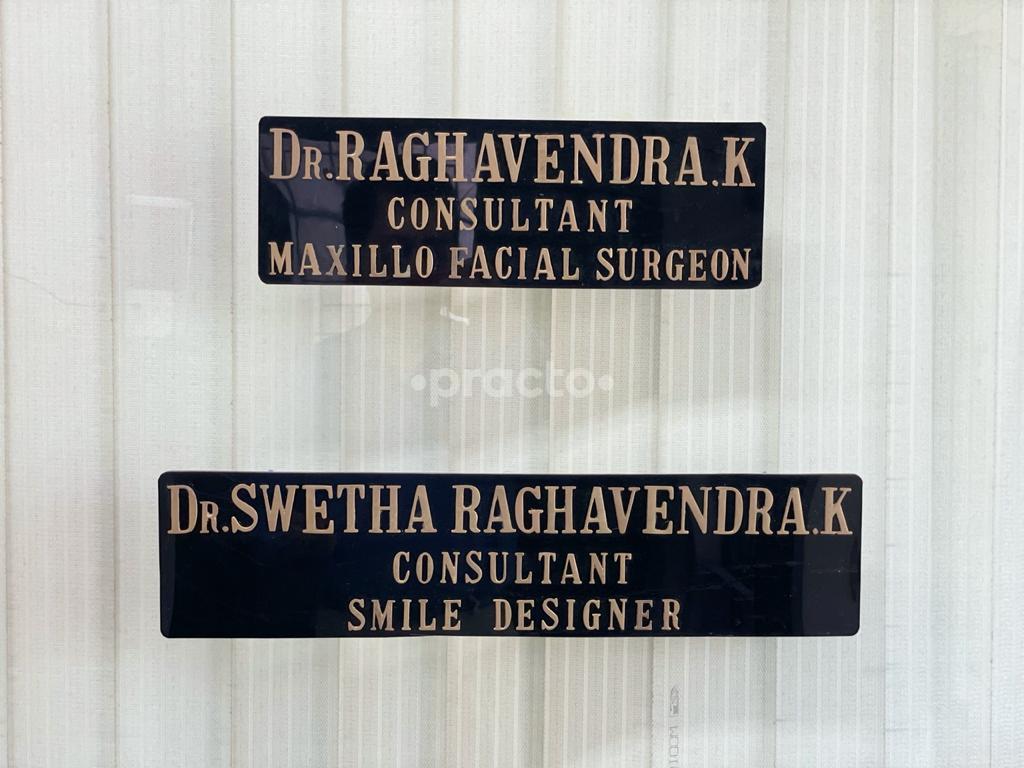 DR.RAGHAVENDRA.K
CONSULTANT
MAXILLO FACIAL SURGEON
•practo•
DR.SWETHA RAGHAVENDRA.K
CONSULTANT
SMILE DESIGNER